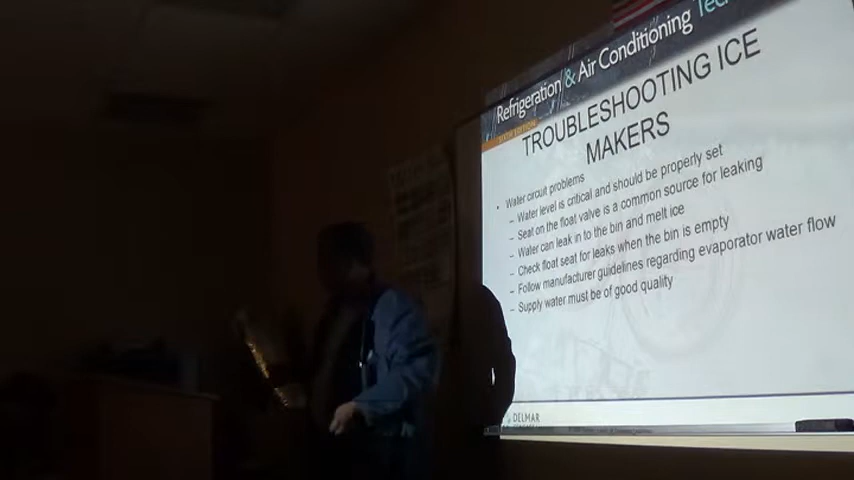 Refrigeration & Air Conditioning Tec
TROUBLESHOOTING ICE
MAKERS
• Water circuit problems
– Water level is critical and should be properly set
– Seat on the float valve is a common source for leaking
– Water can leak in to the bin and melt ice
– Check float seat for leaks when the bin is empty
– Follow manufacturer guidelines regarding evaporator water flow
– Supply water must be of good quality
DELMAR